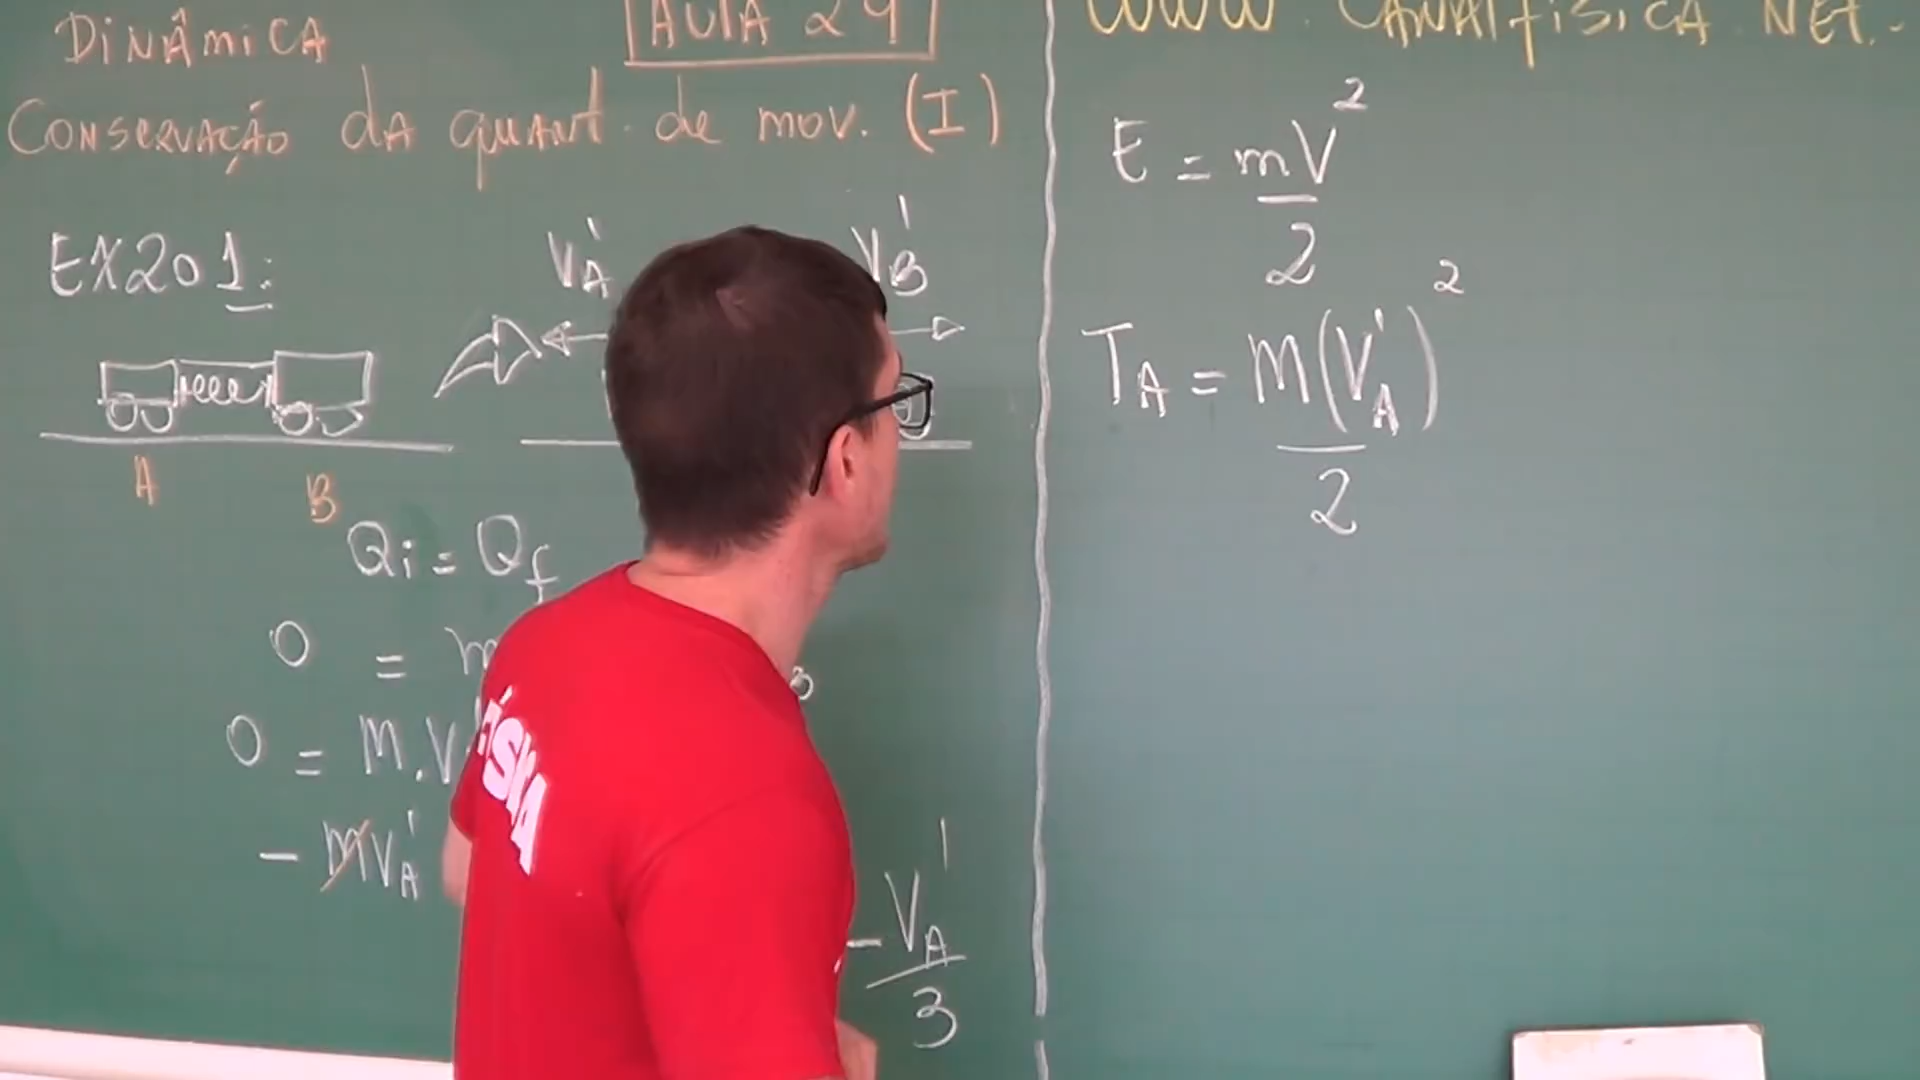 DINÂMICA
AULA 29
CONSERVAÇÃO DA QUANT. de mov. (I)
EX201:
V'A V'B
A B
Qi = Qf
0 = m
0 = M.V
- MV'A
-V'A
3
WWW.CANALFISICA.NET
E = mV²
2
TA = M(V'A)²
2